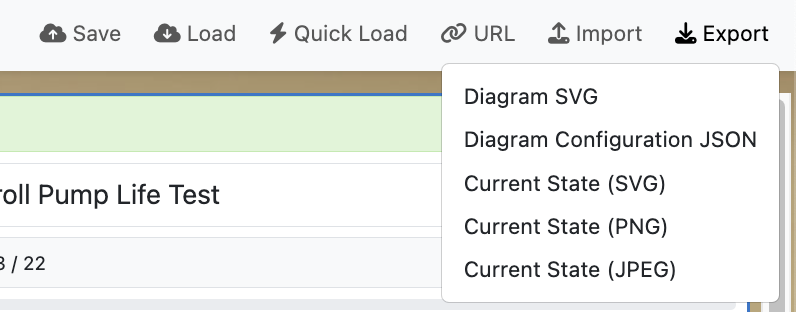 Save Load Quick Load URL Import Export
Diagram SVG
Diagram Configuration JSON
Current State (SVG)
Current State (PNG)
Current State (JPEG)
roll Pump Life Test
/ 22